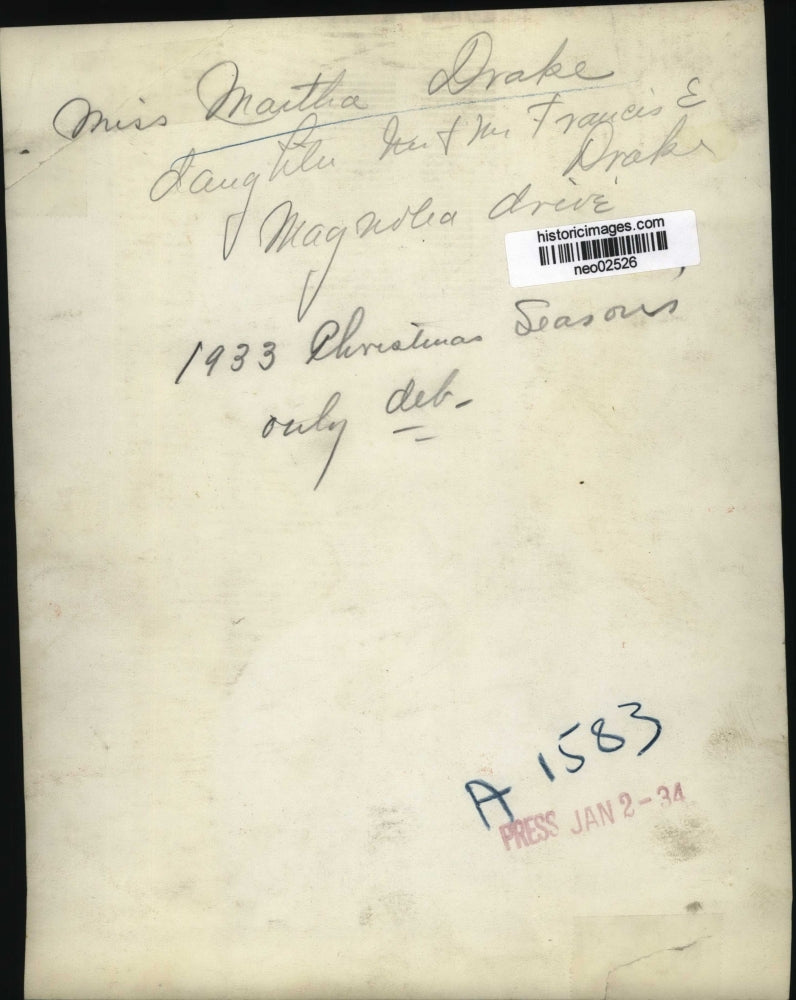 Miss Martha Drake
daughter Mr & Mrs Francis E
Drake
Magnolia drive
historicimages.com
neo02526
1933 Christmas Season's
only deb-
A 1583
PRESS JAN 2-34